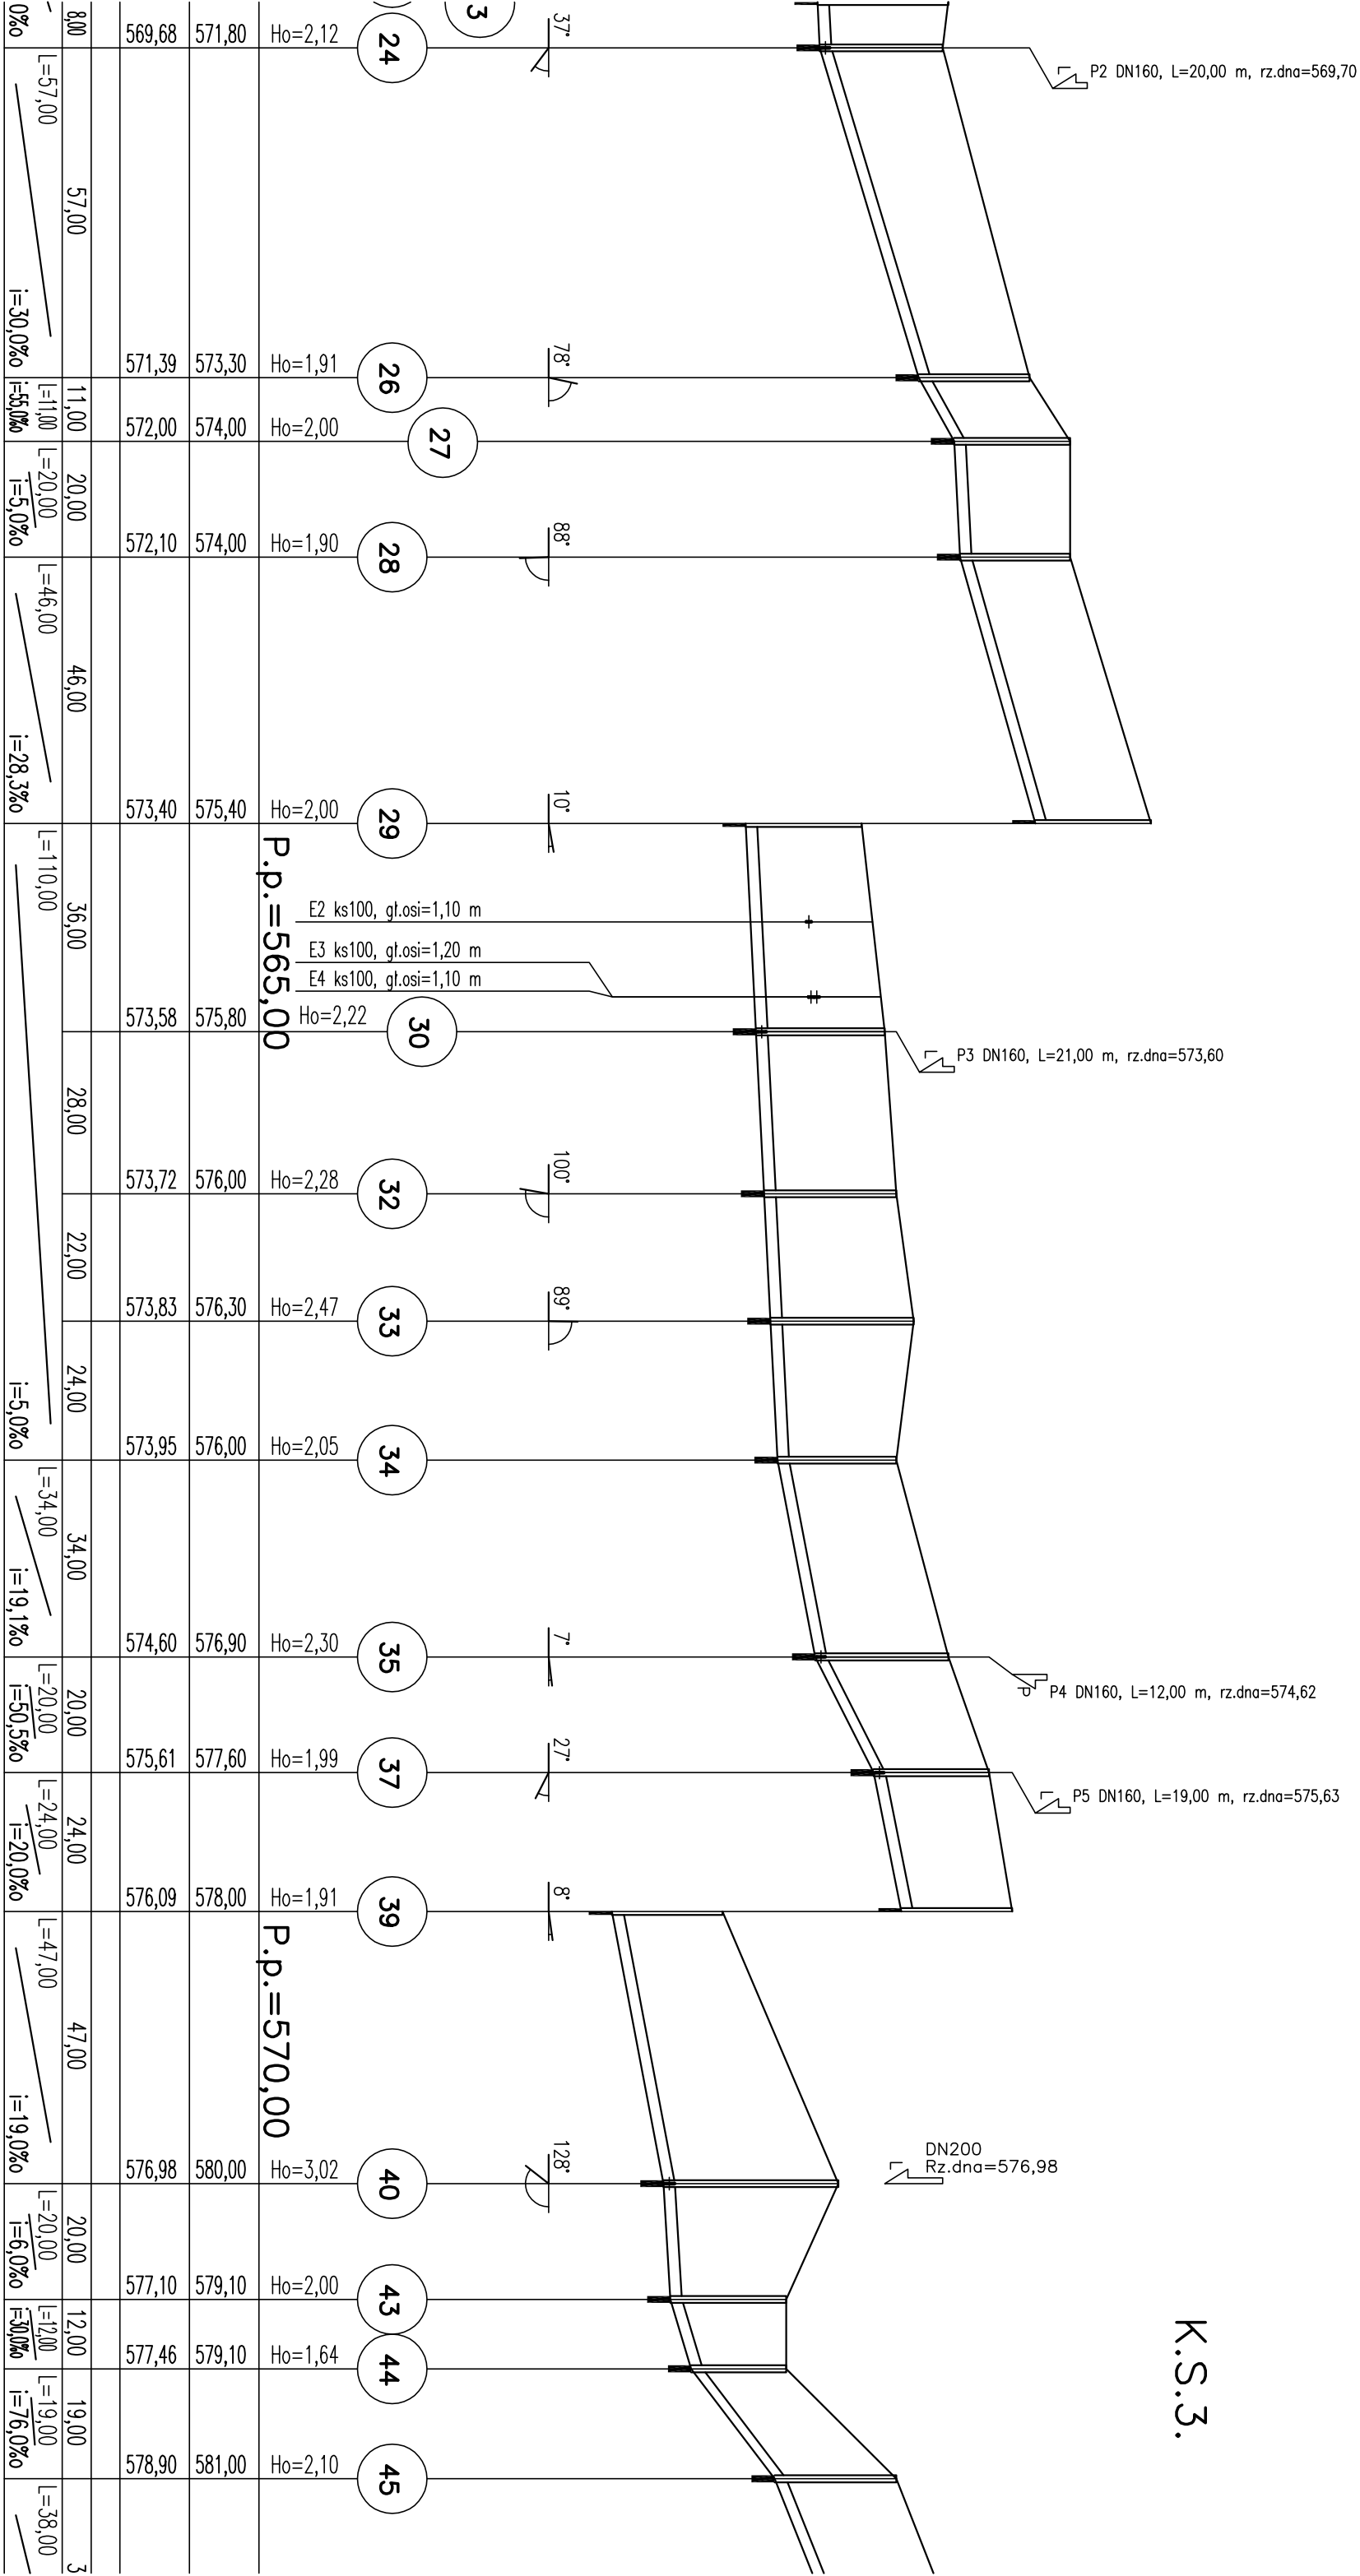 K.S.3.
3
24
37°
P2 DN160, L=20,00 m, rz.dna=569,70
Ho=2,12
571,80
569,68
8,00
0‰
57,00
L=57,00
i=30,0‰
26
78°
Ho=1,91
573,30
571,39
11,00
L=11,00
i=55,0‰
27
Ho=2,00
574,00
572,00
20,00
L=20,00
i=5,0‰
28
88°
Ho=1,90
574,00
572,10
46,00
L=46,00
i=28,3‰
29
10°
Ho=2,00
575,40
573,40
P.p.=565,00
E2 ks100, gł.osi=1,10 m
E3 ks100, gł.osi=1,20 m
E4 ks100, gł.osi=1,10 m
36,00
L=110,00
i=5,0‰
30
Ho=2,22
575,80
573,58
L
P3 DN160, L=21,00 m, rz.dna=573,60
28,00
32
100°
Ho=2,28
576,00
573,72
22,00
33
89°
Ho=2,47
576,30
573,83
24,00
34
Ho=2,05
576,00
573,95
34,00
L=34,00
i=19,1‰
35
7°
Ho=2,30
576,90
574,60
P
P4 DN160, L=12,00 m, rz.dna=574,62
20,00
L=20,00
i=50,5‰
37
27°
Ho=1,99
577,60
575,61
L
P5 DN160, L=19,00 m, rz.dna=575,63
24,00
L=24,00
i=20,0‰
39
8°
Ho=1,91
578,00
576,09
P.p.=570,00
47,00
L=47,00
i=19,0‰
40
128°
Ho=3,02
580,00
576,98
L
DN200
Rz.dna=576,98
20,00
L=20,00
i=6,0‰
43
Ho=2,00
579,10
577,10
12,00
L=12,00
i=30,0‰
44
Ho=1,64
579,10
577,46
19,00
L=19,00
i=76,0‰
45
Ho=2,10
581,00
578,90
3
L=38,00